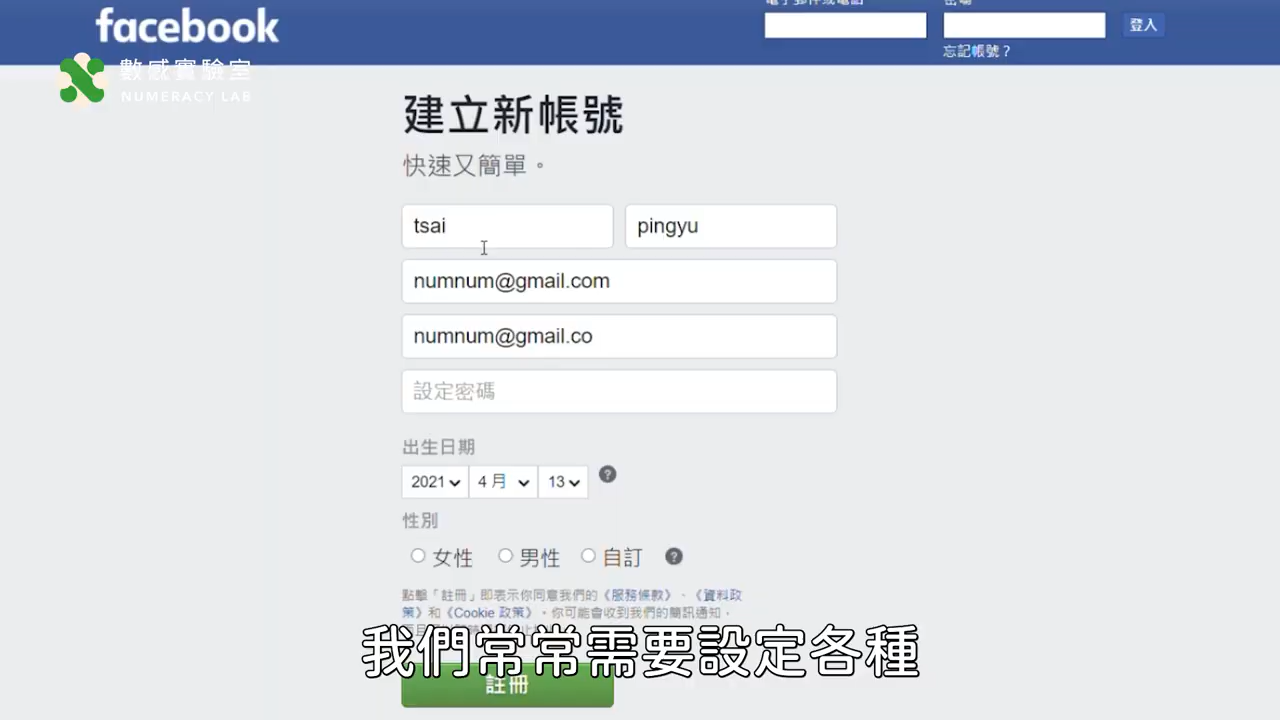 facebook
登入
忘記帳號？
數感實驗室
NUMERACY LAB
建立新帳號
快速又簡單。
tsai
pingyu
numnum@gmail.com
numnum@gmail.co
設定密碼
出生日期
2021 4 月 13
性別
女性 男性 自訂
點擊「註冊」即表示你同意我們的《服務條款》、《資料政
策》和《Cookie 政策》。你可能會收到我們的簡訊通知，
我們常常需要設定各種
註冊